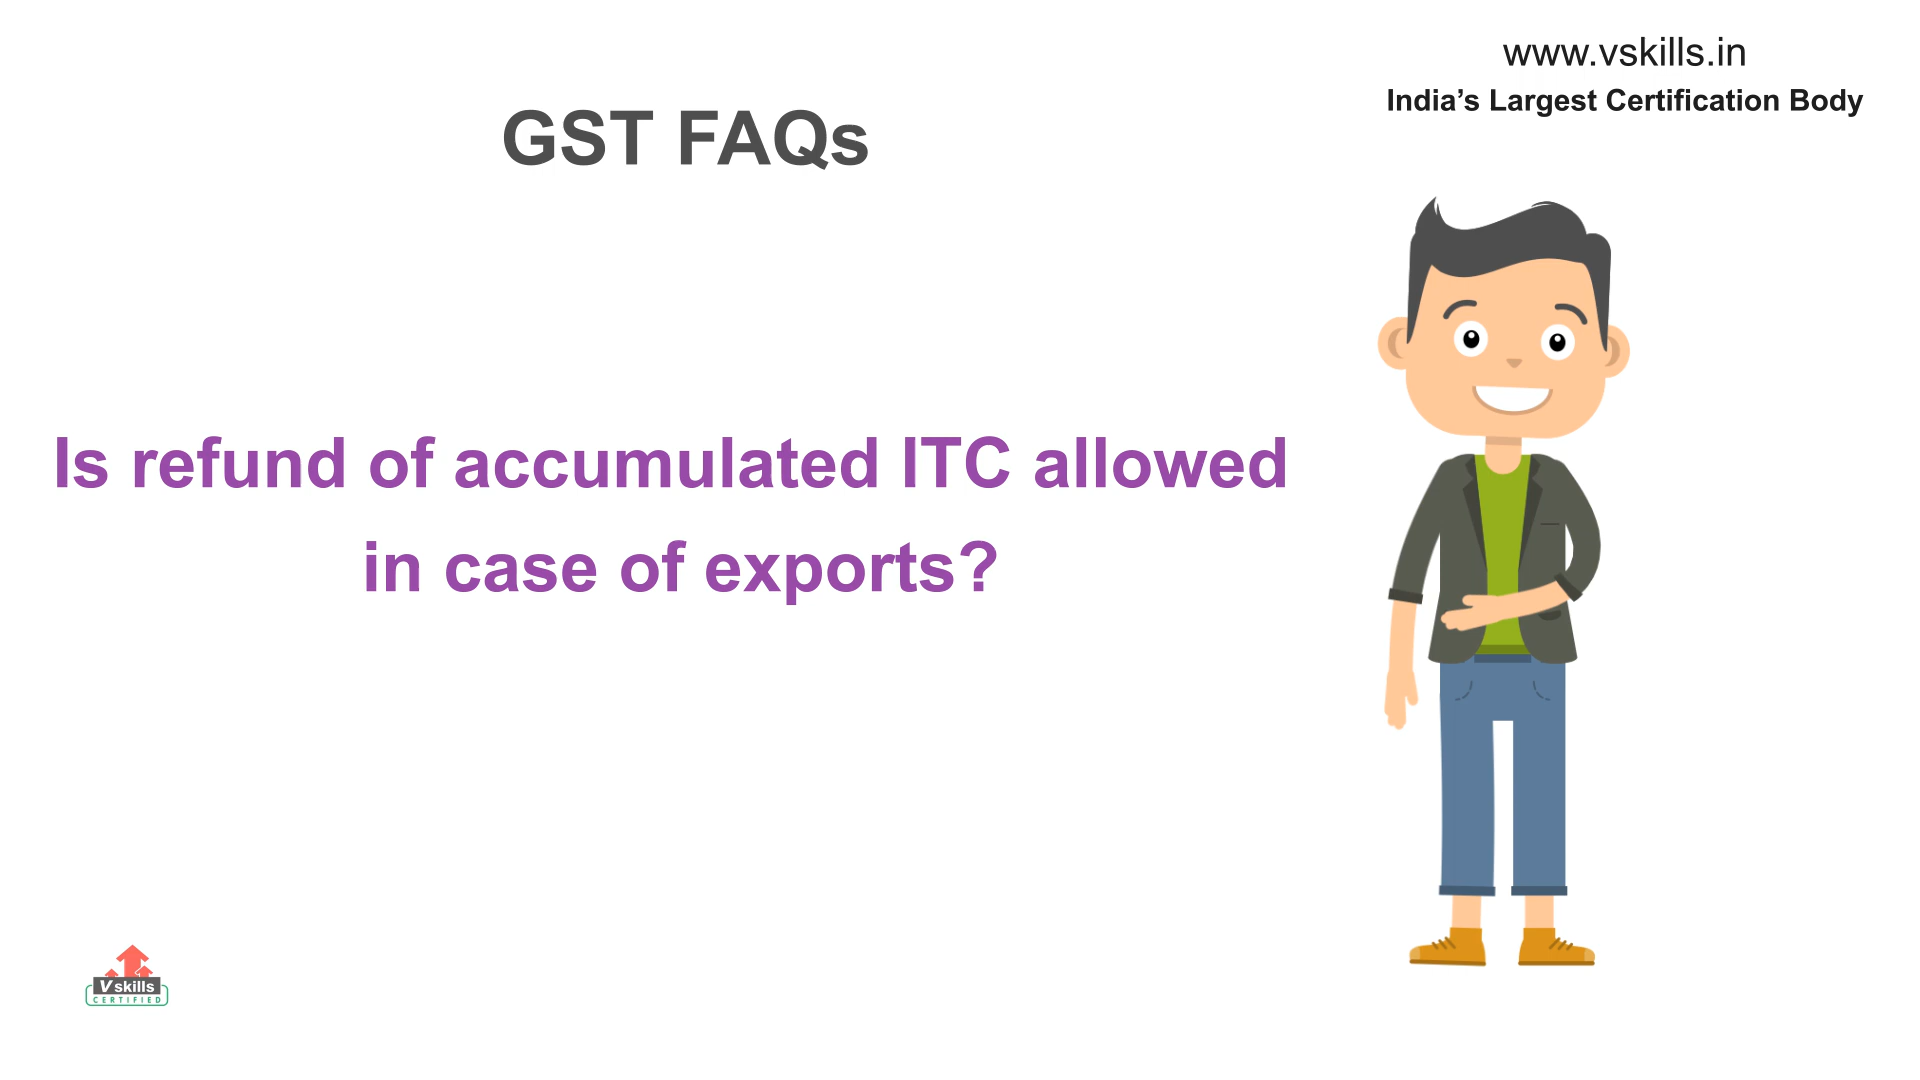 www.vskills.in
India’s Largest Certification Body
GST FAQs
Is refund of accumulated ITC allowed
in case of exports?
Vskills
CERTIFIED